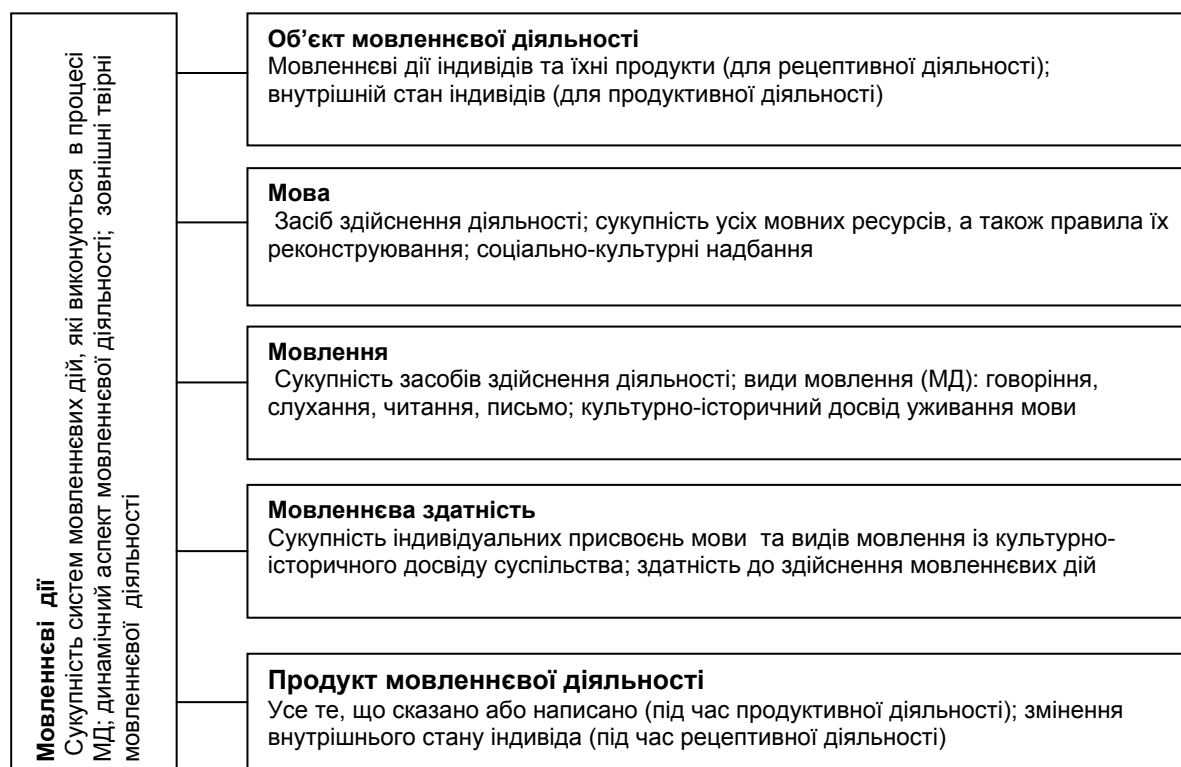 Мовленнєві дії
Сукупність систем мовленнєвих дій, які виконуються в процесі
МД; динамічний аспект мовленнєвої діяльності; зовнішні твірні
мовленнєвої діяльності
Об’єкт мовленнєвої діяльності
Мовленнєві дії індивідів та їхні продукти (для рецептивної діяльності);
внутрішній стан індивідів (для продуктивної діяльності)
Мова
Засіб здійснення діяльності; сукупність усіх мовних ресурсів, а також правила їх
реконструювання; соціально-культурні надбання
Мовлення
Сукупність засобів здійснення діяльності; види мовлення (МД): говоріння,
слухання, читання, письмо; культурно-історичний досвід уживання мови
Мовленнєва здатність
Сукупність індивідуальних присвоєнь мови та видів мовлення із культурно-
історичного досвіду суспільства; здатність до здійснення мовленнєвих дій
Продукт мовленнєвої діяльності
Усе те, що сказано або написано (під час продуктивної діяльності); змінення
внутрішнього стану індивіда (під час рецептивної діяльності)